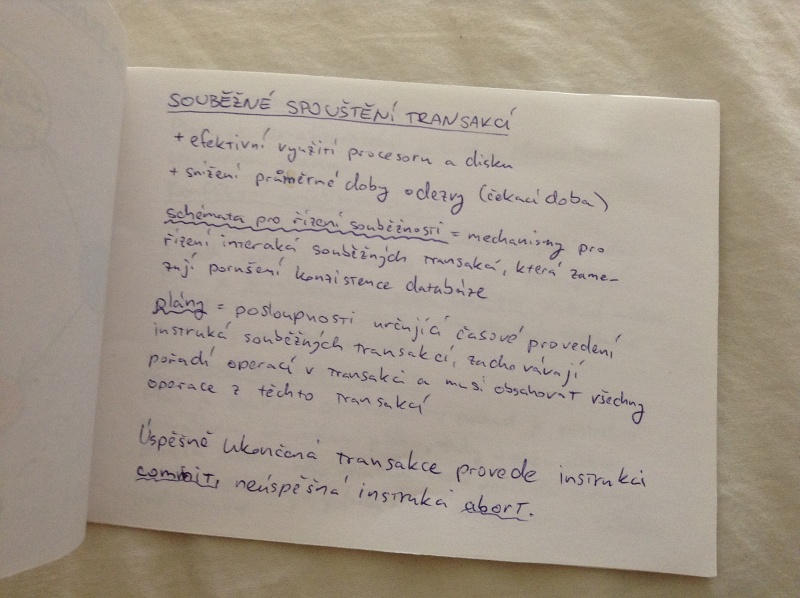 SOUBĚŽNÉ SPOUŠTĚNÍ TRANSAKCÍ
+ efektivní využití procesoru a disku
+ snížení průměrné doby odezvy (čekací doba)
schémata pro řízení souběžnosti = mechanismy pro
řízení interakcí souběžných transakcí, která zame-
zují porušení konzistence databáze
plány = posloupnosti určující časové provedení
instrukcí souběžných transakcí, zachovávají
pořadí operací v transakci a musí obsahovat všechny
operace z těchto transakcí
Úspěšně ukončená transakce provede instrukci
commit, neúspěšná instrukci abort.